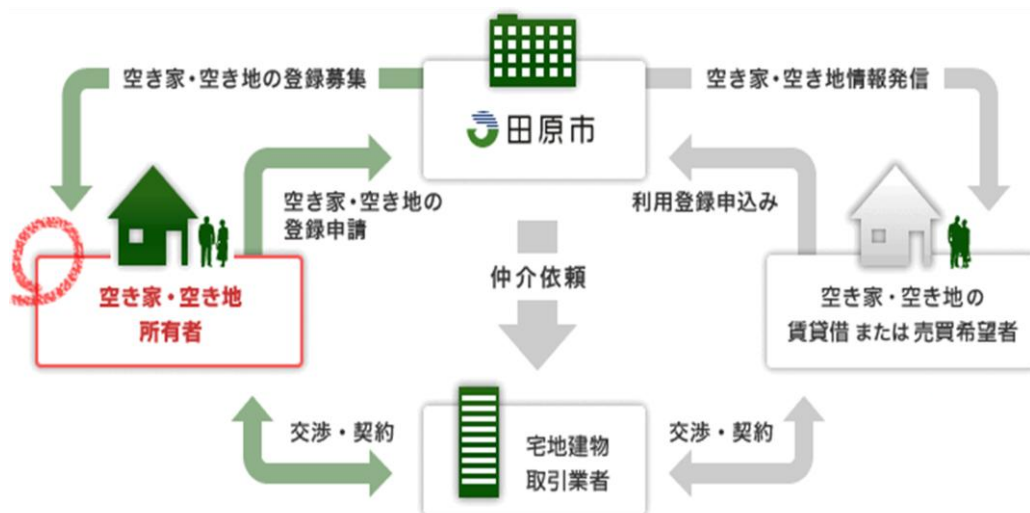 空き家・空き地の登録募集
空き家・空き地情報発信
田原市
空き家・空き地の
登録申請
利用登録申込み
仲介依頼
空き家・空き地
所有者
空き家・空き地の
賃貸借 または 売買希望者
交渉・契約
宅地建物
取引業者
交渉・契約